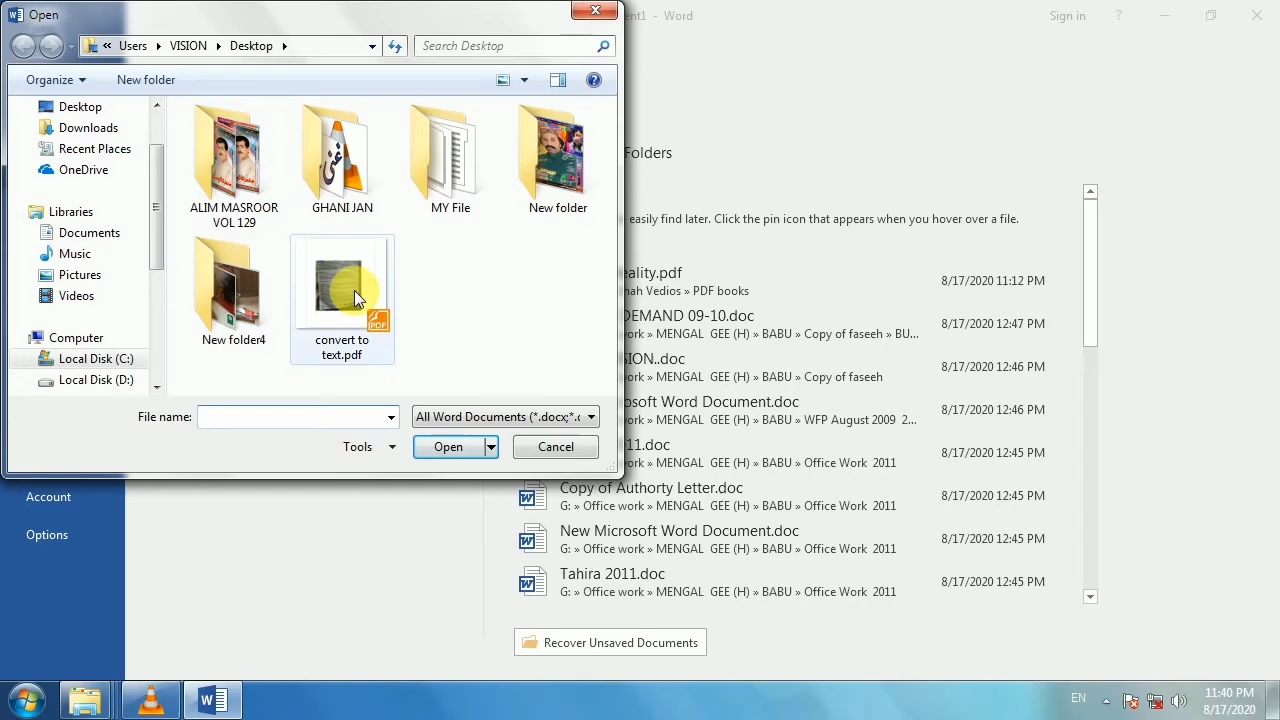 Open
ent1 - Word
Sign in
?
« Users
VISION
Desktop
Search Desktop
Organize
New folder
?
Desktop
Downloads
Recent Places
OneDrive
Libraries
Documents
Music
Pictures
Videos
Computer
Local Disk (C:)
Local Disk (D:)
ALIM MASROOR
VOL 129
غنی
GHANI JAN
MY File
New folder
New folder4
PDF
convert to
text.pdf
File name:
All Word Documents (*.docx;*.c
Tools
Open
Cancel
Folders
easily find later. Click the pin icon that appears when you hover over a file.
eality.pdf
8/17/2020 11:12 PM
nah Vedios » PDF books
DEMAND 09-10.doc
8/17/2020 12:47 PM
ork » MENGAL GEE (H) » BABU » Copy of faseeh » BU...
SION..doc
8/17/2020 12:46 PM
ork » MENGAL GEE (H) » BABU » Copy of faseeh
osoft Word Document.doc
8/17/2020 12:46 PM
ork » MENGAL GEE (H) » BABU » WFP August 2009 2...
11.doc
8/17/2020 12:45 PM
ork » MENGAL GEE (H) » BABU » Office Work 2011
Copy of Authorty Letter.doc
8/17/2020 12:45 PM
G: » Office work » MENGAL GEE (H) » BABU » Office Work 2011
New Microsoft Word Document.doc
8/17/2020 12:45 PM
G: » Office work » MENGAL GEE (H) » BABU » Office Work 2011
Tahira 2011.doc
8/17/2020 12:45 PM
G: » Office work » MENGAL GEE (H) » BABU » Office Work 2011
Account
Options
Recover Unsaved Documents
EN
11:40 PM
8/17/2020